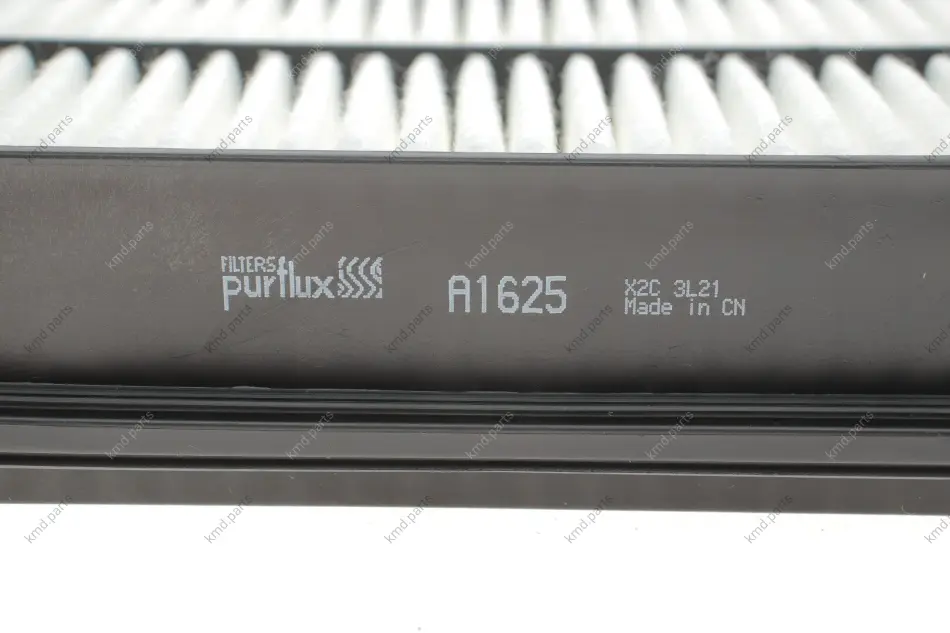 FILTERS
purflux
A1625
X2C 3L21
Made in CN
kmd.parts